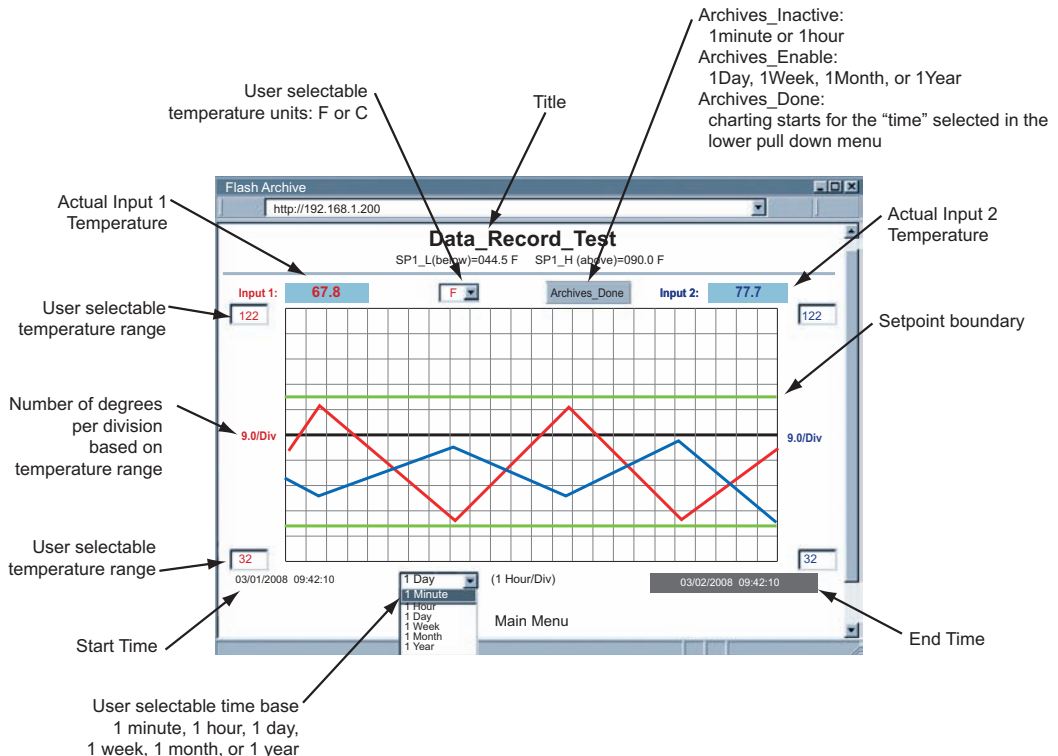 Archives_Inactive:
1minute or 1hour
Archives_Enable:
1Day, 1Week, 1Month, or 1Year
Archives_Done:
charting starts for the “time” selected in the
lower pull down menu
User selectable
temperature units: F or C
Title
Actual Input 1
Temperature
Actual Input 2
Temperature
Flash Archive
http://192.168.1.200
Data_Record_Test
SP1_L(below)=044.5 F SP1_H (above)=090.0 F
Input 1: 67.8 F Archives_Done Input 2: 77.7
User selectable
temperature range
122
122
Setpoint boundary
Number of degrees
per division
based on
temperature range
9.0/Div
9.0/Div
User selectable
temperature range
32
32
03/01/2008 09:42:10
1 Day (1 Hour/Div)
03/02/2008 09:42:10
1 Minute
1 Hour
1 Day
1 Week
1 Month
1 Year
Main Menu
Start Time
End Time
User selectable time base
1 minute, 1 hour, 1 day,
1 week, 1 month, or 1 year